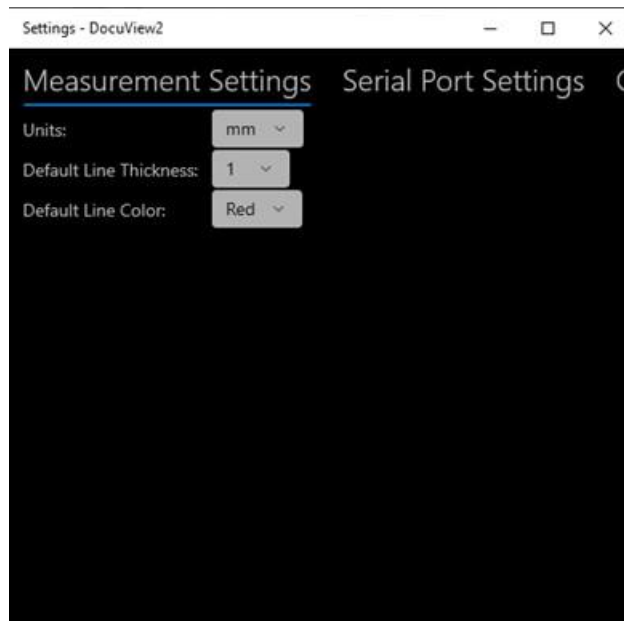 Settings - DocuView2
Measurement Settings Serial Port Settings
Units: mm
Default Line Thickness: 1
Default Line Color: Red